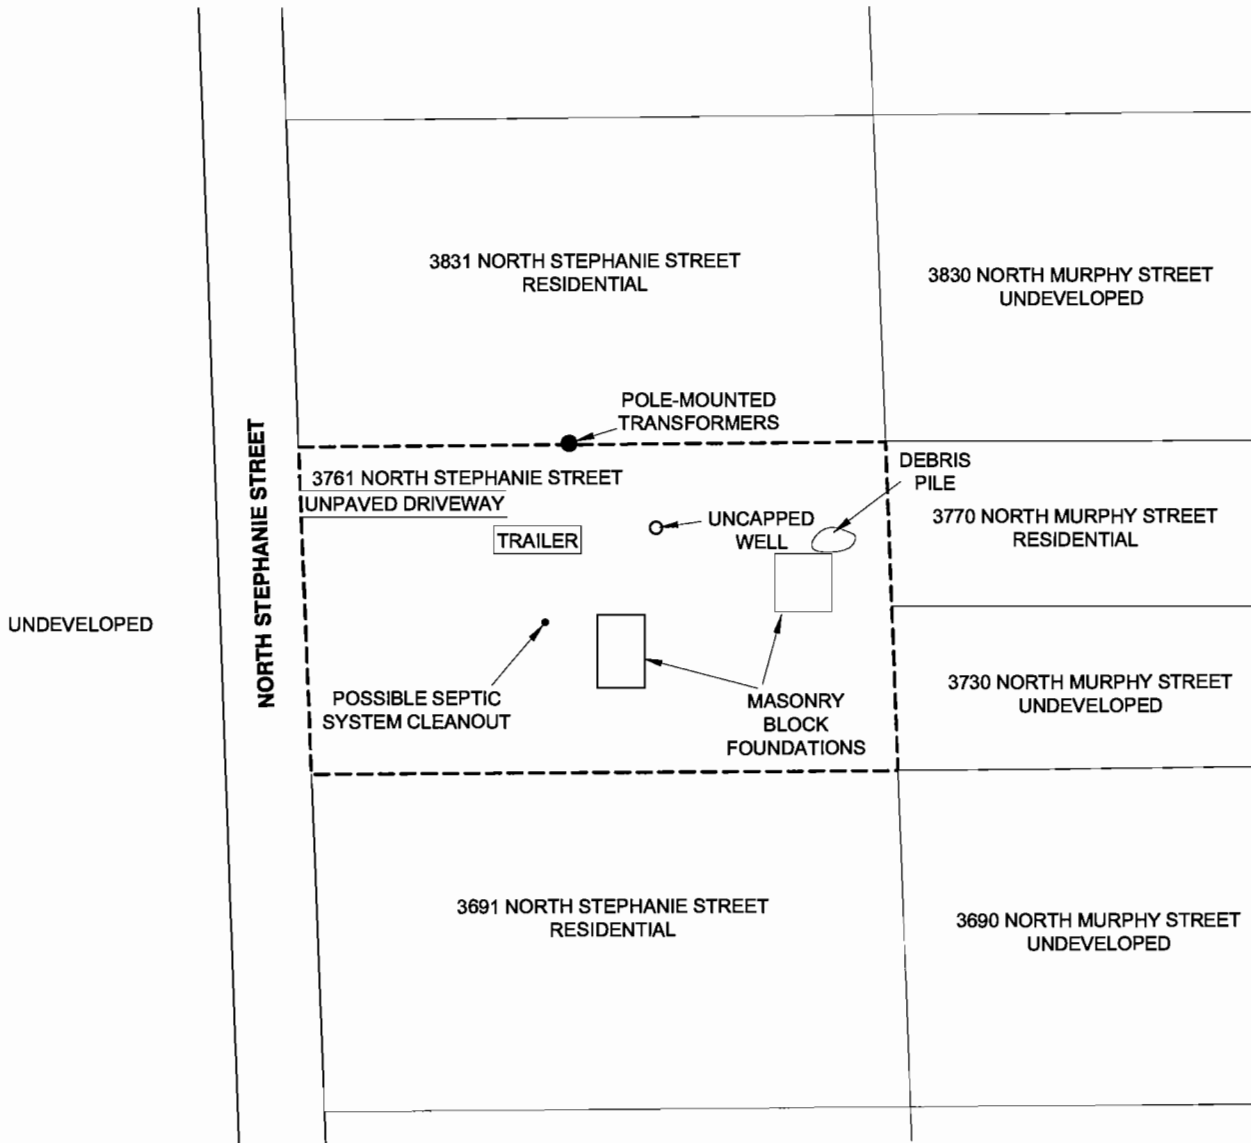 3831 NORTH STEPHANIE STREET
RESIDENTIAL
3830 NORTH MURPHY STREET
UNDEVELOPED
POLE-MOUNTED
TRANSFORMERS
NORTH STEPHANIE STREET
3761 NORTH STEPHANIE STREET
UNPAVED DRIVEWAY
DEBRIS
PILE
TRAILER
UNCAPPED
WELL
3770 NORTH MURPHY STREET
RESIDENTIAL
UNDEVELOPED
POSSIBLE SEPTIC
SYSTEM CLEANOUT
MASONRY
BLOCK
FOUNDATIONS
3730 NORTH MURPHY STREET
UNDEVELOPED
3691 NORTH STEPHANIE STREET
RESIDENTIAL
3690 NORTH MURPHY STREET
UNDEVELOPED